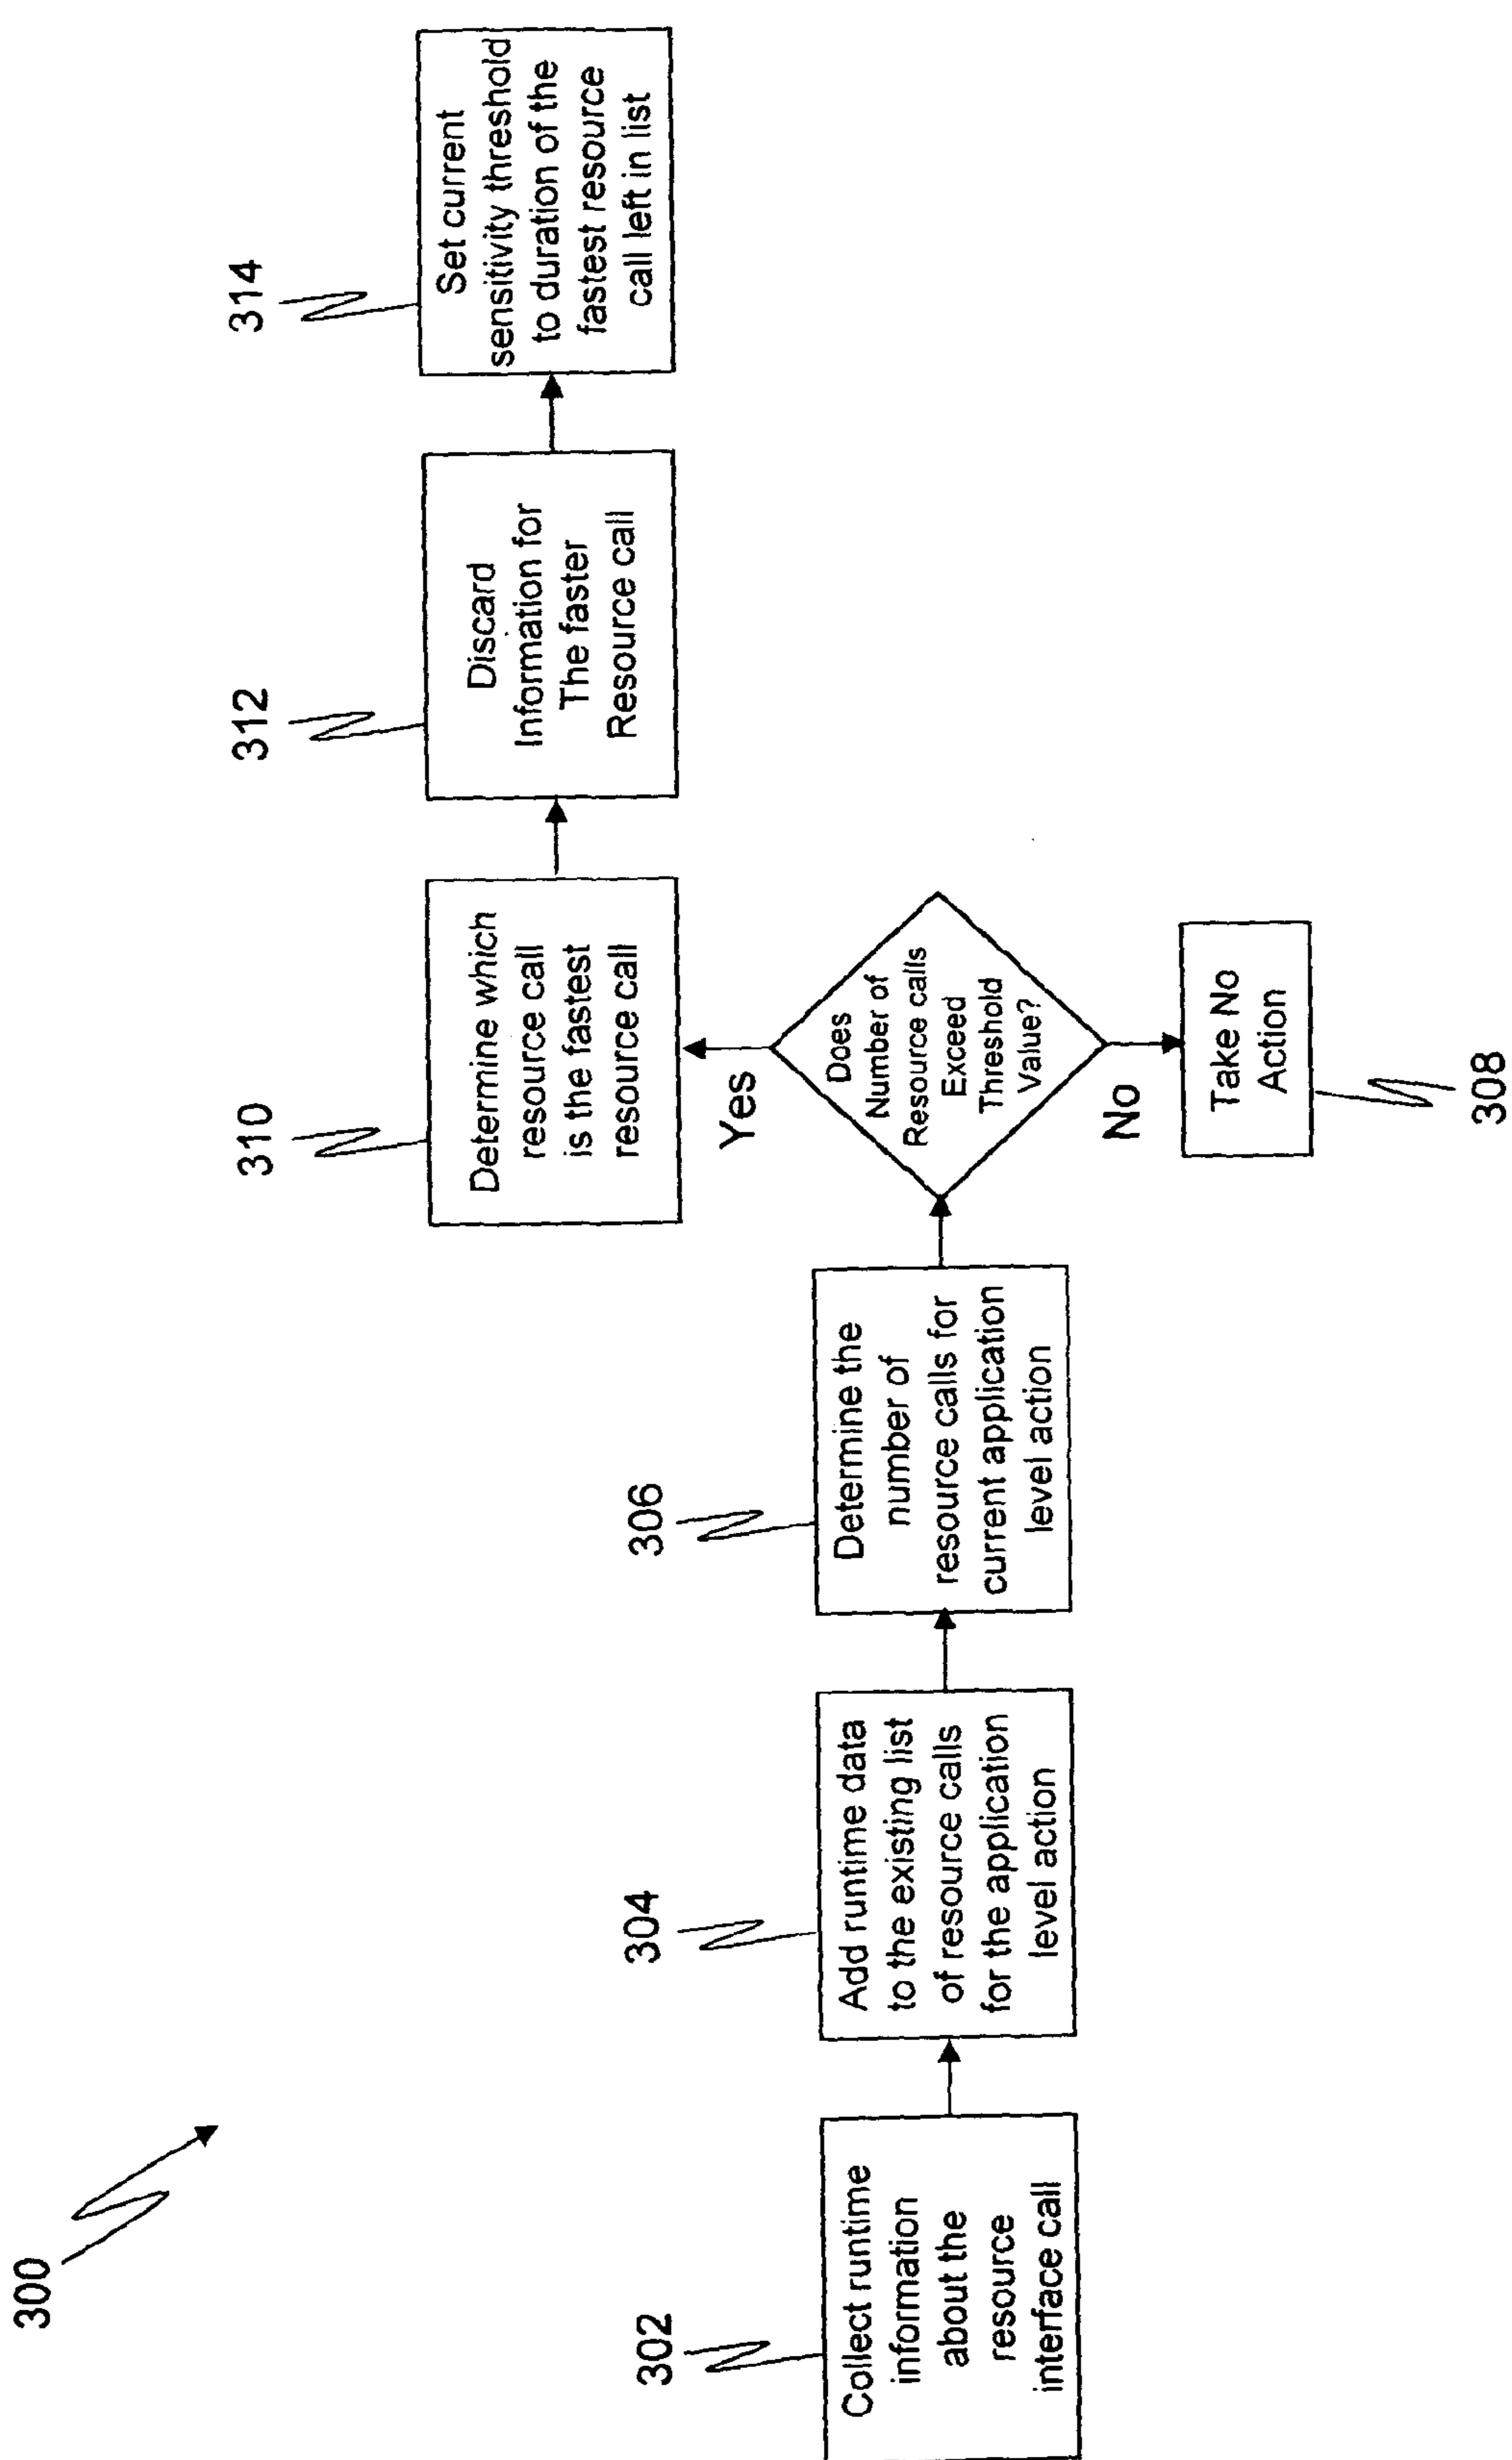 300
302
Collect runtime
information
about the
resource
interface call
304
Add runtime data
to the existing list
of resource calls
for the application
level action
306
Determine the
number of
resource calls for
current application
level action
Does
Number of
Resource calls
Exceed
Threshold
Value?
No
Take No
Action
308
Yes
310
Determine which
resource call
is the fastest
resource call
312
Discard
Information for
The faster
Resource call
314
Set current
sensitivity threshold
to duration of the
fastest resource
call left in list